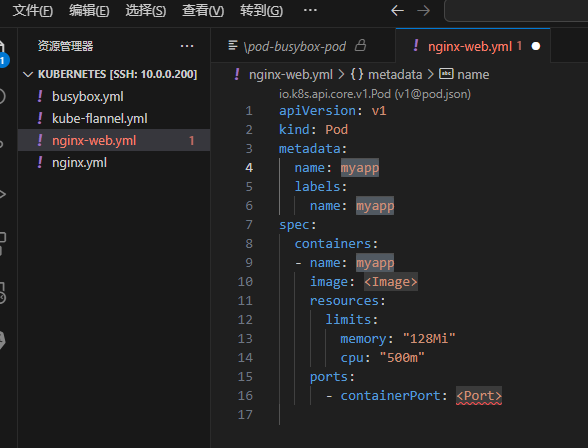 文件(F) 编辑(E) 选择(S) 查看(V) 转到(G) ···
资源管理器 ···
\pod-busybox-pod
! nginx-web.yml 1
KUBERNETES [SSH: 10.0.0.200]
! busybox.yml
! kube-flannel.yml
! nginx-web.yml 1
! nginx.yml
! nginx-web.yml > {} metadata > abc name
io.k8s.api.core.v1.Pod (v1@pod.json)
1 apiVersion: v1
2 kind: Pod
3 metadata:
4   name: myapp
5   labels:
6     name: myapp
7 spec:
8   containers:
9   - name: myapp
10     image: <Image>
11     resources:
12       limits:
13         memory: "128Mi"
14         cpu: "500m"
15     ports:
16       - containerPort: <Port>
17